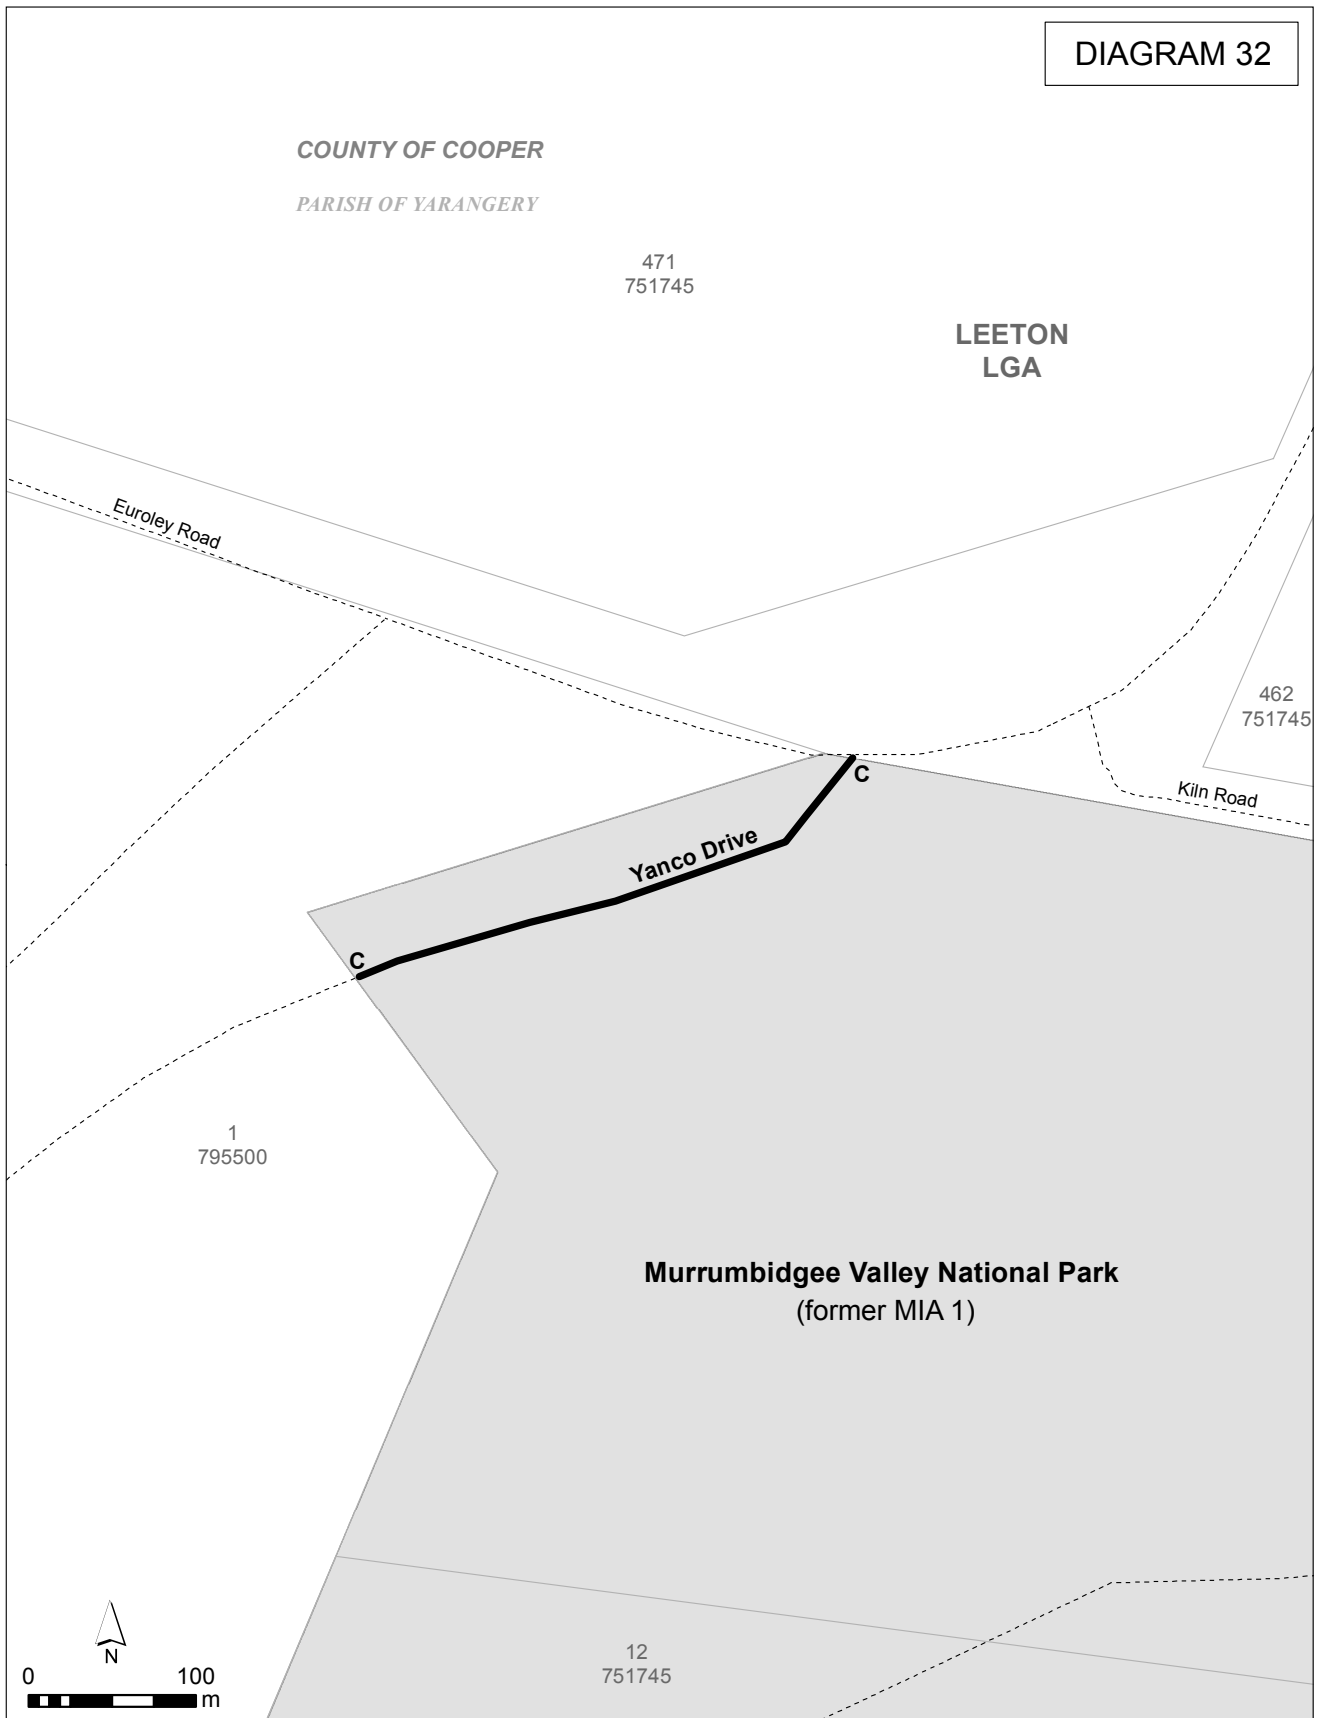 DIAGRAM 32
COUNTY OF COOPER
PARISH OF YARANGERY
471
751745
LEETON
LGA
Euroley Road
462
751745
C
Kiln Road
Yanco Drive
C
1
795500
Murrumbidgee Valley National Park
(former MIA 1)
N
0 100
m
12
751745